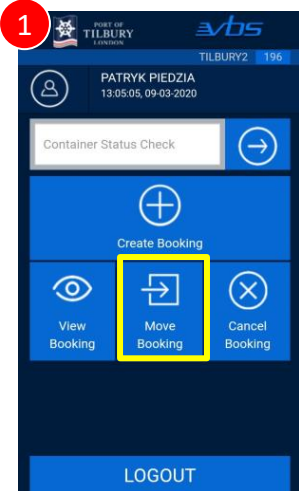 1
PORT OF
TILBURY
LONDON
vbs
TILBURY2 196
PATRYK PIEDZIA
13:05:05, 09-03-2020
Container Status Check
Create Booking
View
Booking
Move
Booking
Cancel
Booking
LOGOUT